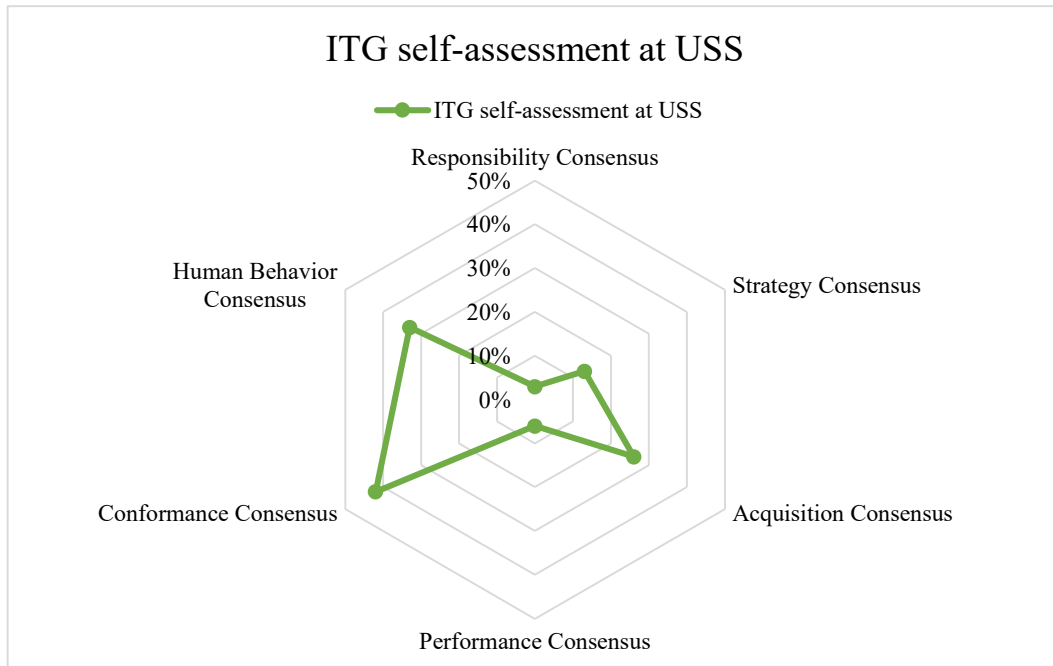 ITG self-assessment at USS
ITG self-assessment at USS
Responsibility Consensus
50%
40%
30%
20%
10%
0%
Human Behavior
Consensus
Strategy Consensus
Conformance Consensus
Acquisition Consensus
Performance Consensus